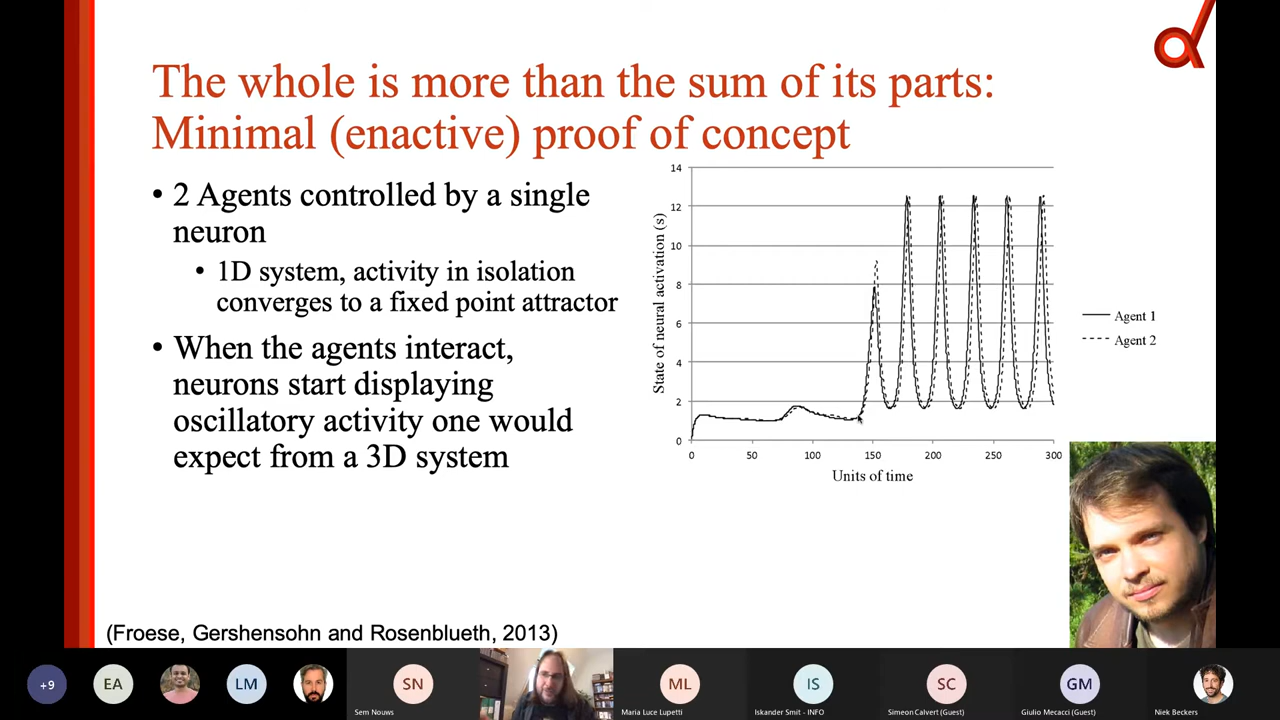 The whole is more than the sum of its parts:
Minimal (enactive) proof of concept
• 2 Agents controlled by a single
neuron
• 1D system, activity in isolation
converges to a fixed point attractor
• When the agents interact,
neurons start displaying
oscillatory activity one would
expect from a 3D system
State of neural activation (s)
14
12
10
8
6
4
2
0
0 50 100 150 200 250 300
Units of time
Agent 1
Agent 2
(Froese, Gershensohn and Rosenblueth, 2013)
+9
EA
LM
SN
Sem Nouws
ML
Maria Luce Lupetti
IS
Iskander Smit - INFO
SC
Simeon Calvert (Guest)
GM
Giulio Mecacci (Guest)
Niek Beckers